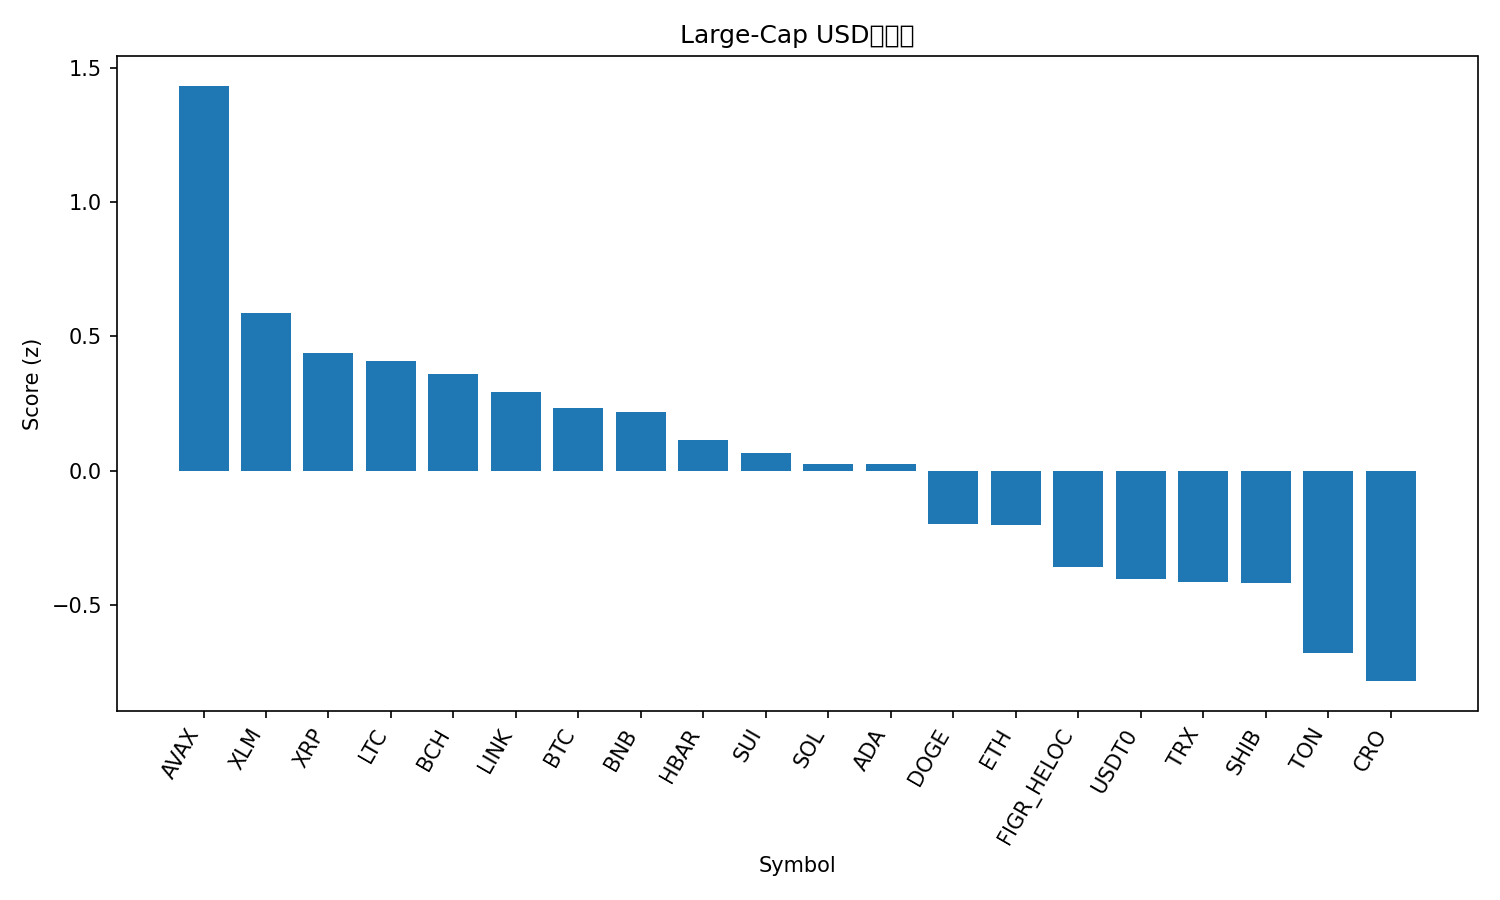 Large-Cap USD
Score (z)
1.5
1.0
0.5
0.0
−0.5
AVAX
XLM
XRP
LTC
BCH
LINK
BTC
BNB
HBAR
SUI
SOL
ADA
DOGE
ETH
FIGR_HELOC
USDT0
TRX
SHIB
TON
CRO
Symbol